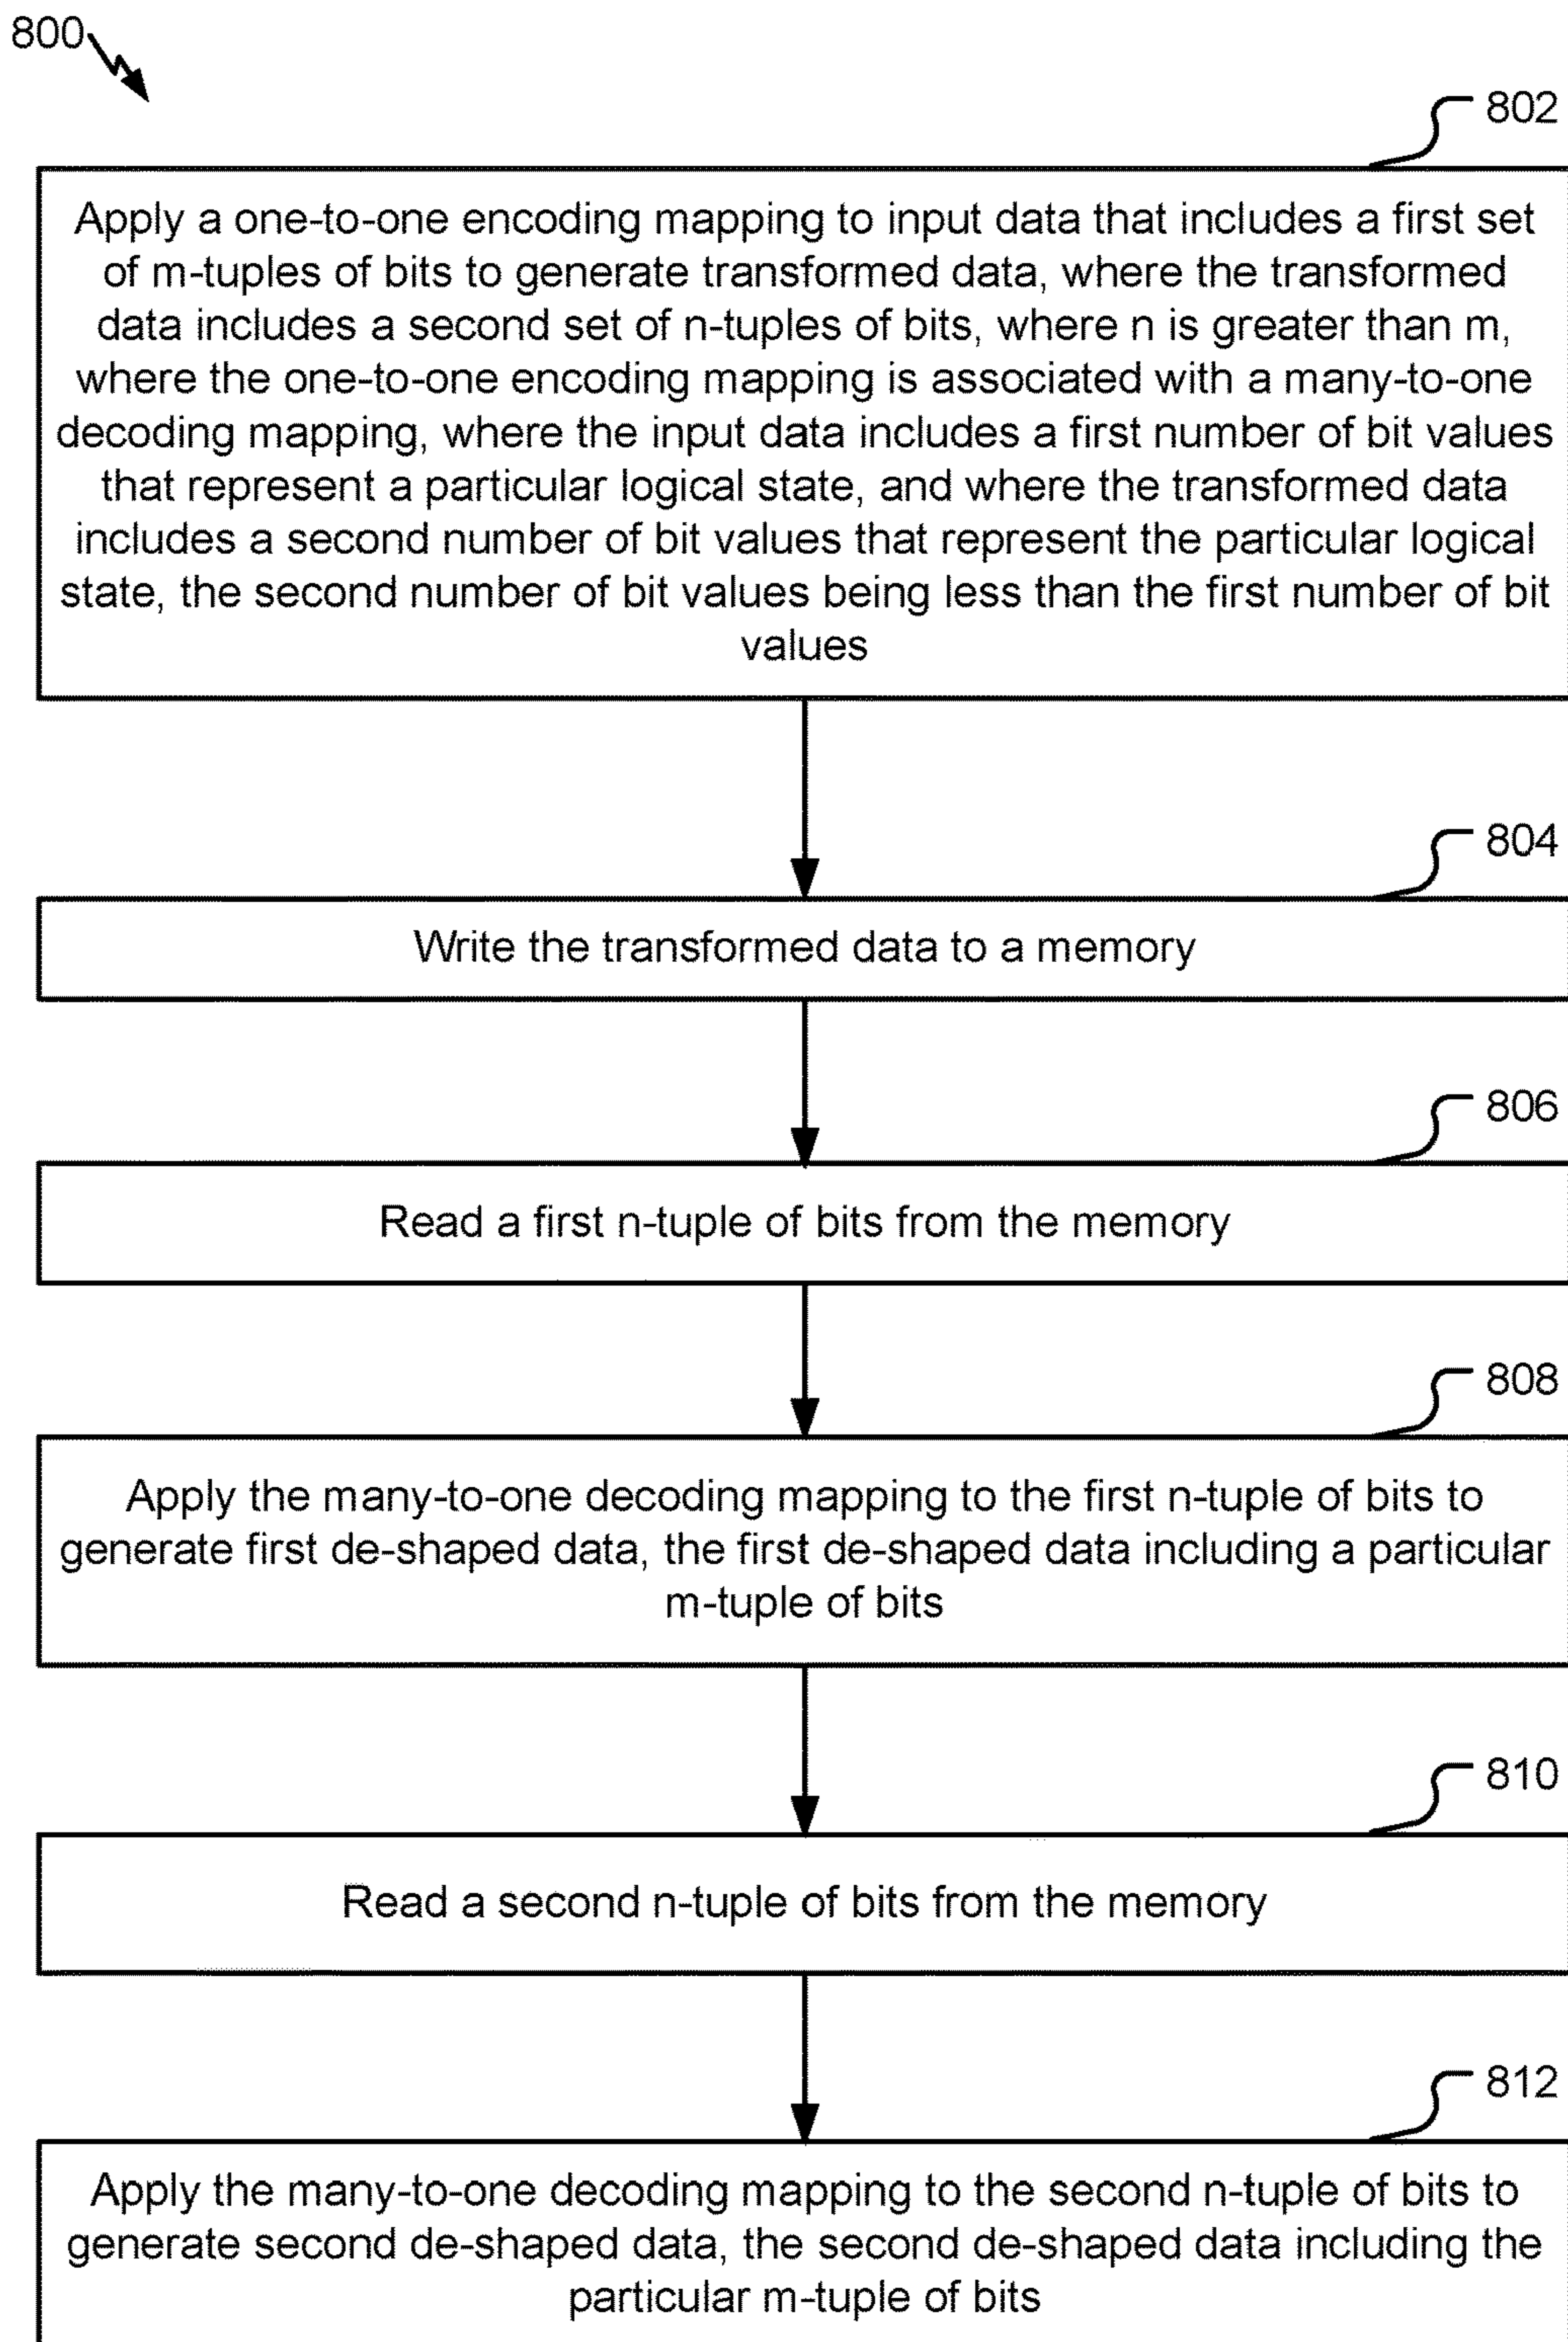 800
802
Apply a one-to-one encoding mapping to input data that includes a first set
of m-tuples of bits to generate transformed data, where the transformed
data includes a second set of n-tuples of bits, where n is greater than m,
where the one-to-one encoding mapping is associated with a many-to-one
decoding mapping, where the input data includes a first number of bit values
that represent a particular logical state, and where the transformed data
includes a second number of bit values that represent the particular logical
state, the second number of bit values being less than the first number of bit
values
804
Write the transformed data to a memory
806
Read a first n-tuple of bits from the memory
808
Apply the many-to-one decoding mapping to the first n-tuple of bits to
generate first de-shaped data, the first de-shaped data including a particular
m-tuple of bits
810
Read a second n-tuple of bits from the memory
812
Apply the many-to-one decoding mapping to the second n-tuple of bits to
generate second de-shaped data, the second de-shaped data including the
particular m-tuple of bits